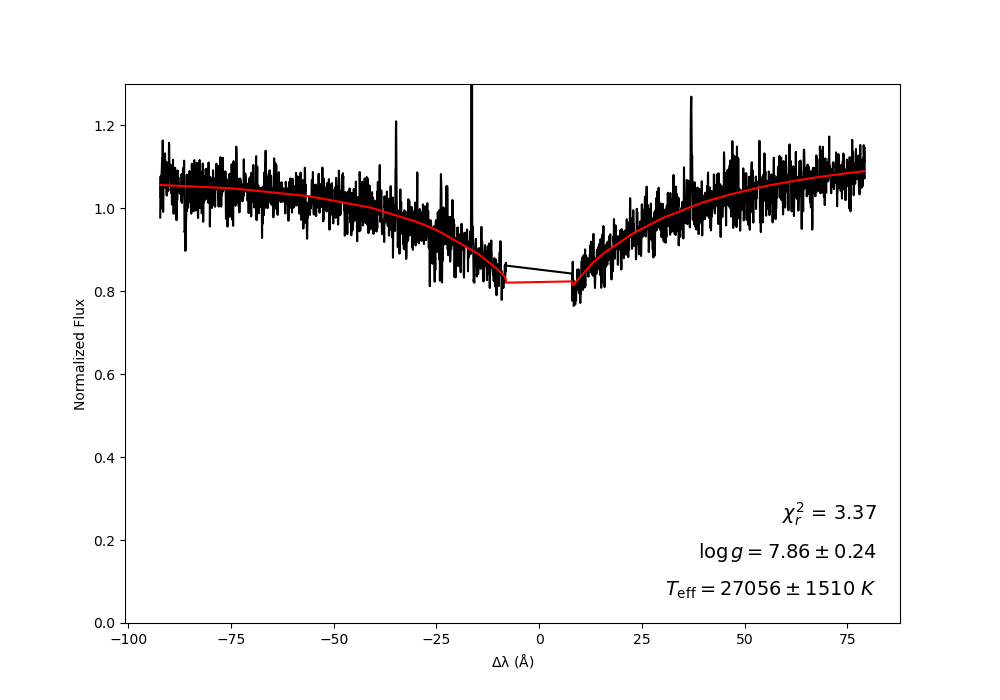 1.2
1.0
0.8
0.6
0.4
0.2
0.0
Normalized Flux
χ²ᵣ = 3.37
log g = 7.86 ± 0.24
T_eff = 27056 ± 1510 K
−100 −75 −50 −25 0 25 50 75
Δλ (Å)